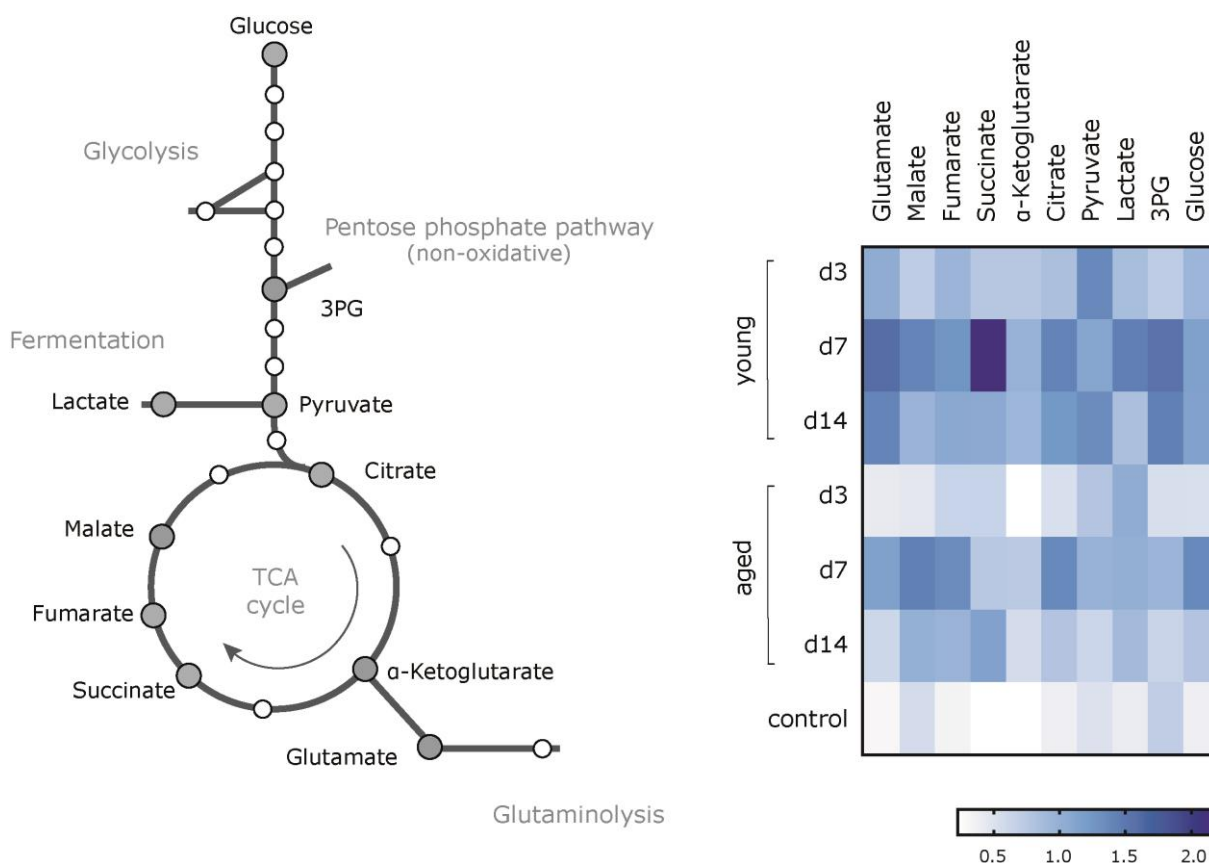 Glucose
Glycolysis
Pentose phosphate pathway
(non-oxidative)
3PG
Fermentation
Lactate
Pyruvate
Citrate
Malate
TCA
cycle
Fumarate
Succinate
α-Ketoglutarate
Glutamate
Glutaminolysis
Glutamate
Malate
Fumarate
Succinate
α-Ketoglutarate
Citrate
Pyruvate
Lactate
3PG
Glucose
young
d3
d7
d14
aged
d3
d7
d14
control
0.5 1.0 1.5 2.0